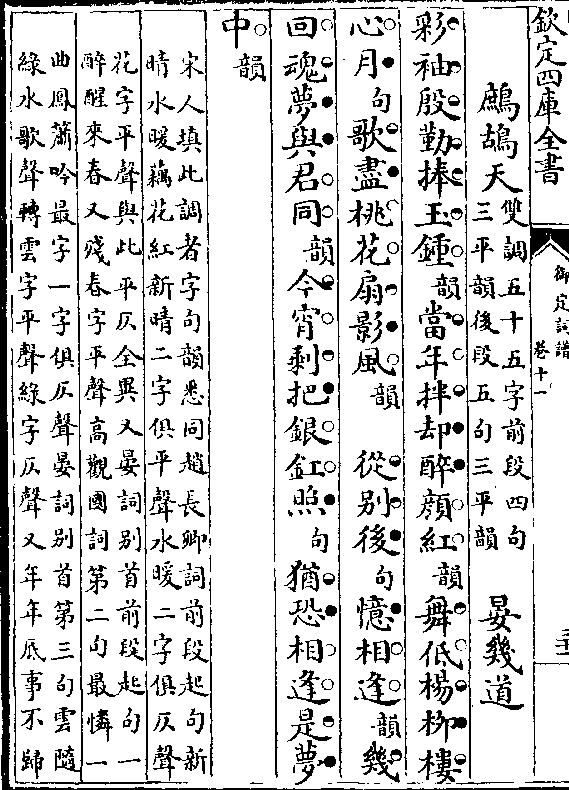 欽定四庫全書
御定詞譜
卷十一
鷓鴣天
雙調五十五字前段四句
三平韻後段五句三平韻
晏幾道
彩袖殷勤捧玉鍾韻當年拌却醉顔紅韻舞低楊柳樓
心月句歌盡桃花扇影風韻 從別後句憶相逢韻幾
回魂夢與君同韻今宵剩把銀釭照句猶恐相逢是夢
中韻
宋人填此調者字句韻悉同趙長卿詞前段起句新
晴水暖藕花紅新晴二字俱平聲水暖二字俱仄聲
花字平聲與此平仄全異又晏詞別首前段起句一
醉醒來春又殘春字平聲高觀國詞第二句最憐一
曲鳳簫吟最字一字俱仄聲晏詞別首第三句雲隨
綠水歌聲轉雲字平聲綠字仄聲又年年底事不歸